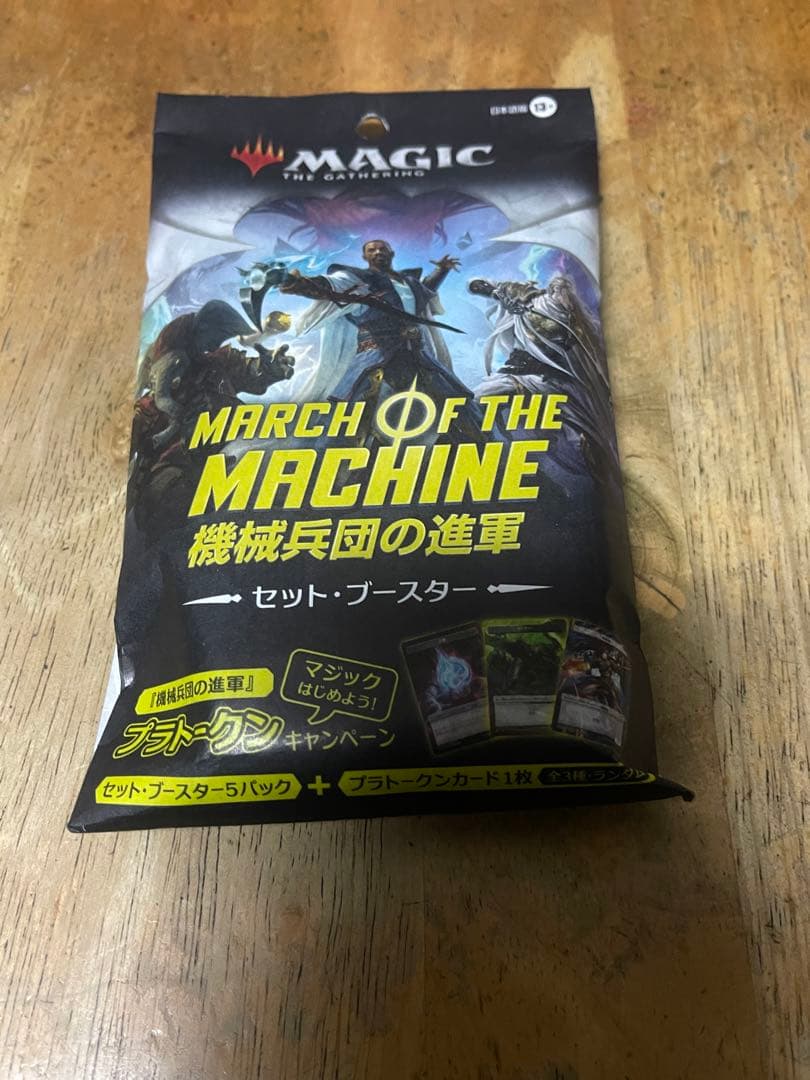 日本語版 13+
MAGIC
THE GATHERING
MARCH OF THE
MACHINE
機械兵団の進軍
セット・ブースター
『機械兵団の進軍』
マジック
はじめよう!
プラトークン キャンペーン
セット・ブースター5パック + プラトークンカード1枚 全3種・ランダム